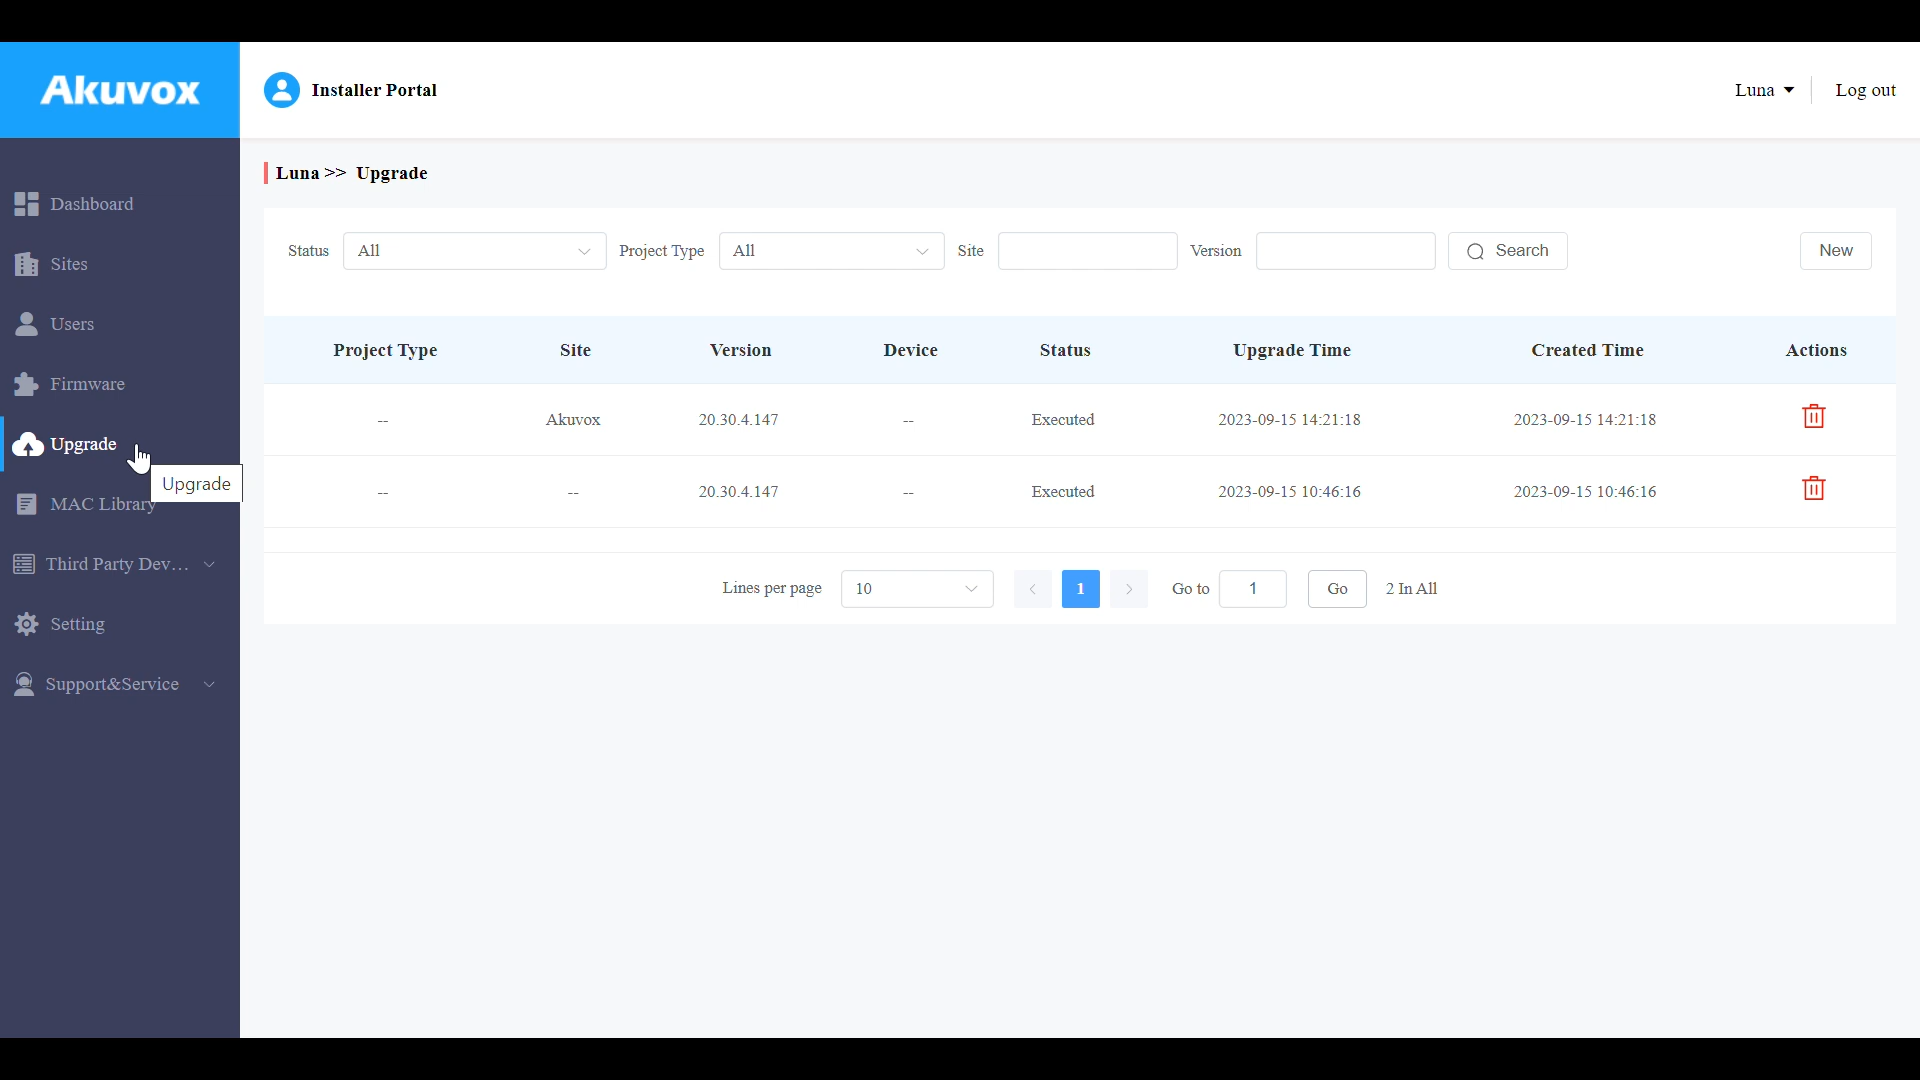 Akuvox
Installer Portal
Luna
Log out
Luna >> Upgrade
Dashboard
Sites
Users
Firmware
Upgrade
Upgrade
MAC Library
Third Party Dev...
Setting
Support&Service
Status All Project Type All Site Version Search New
Project Type Site Version Device Status Upgrade Time Created Time Actions
-- Akuvox 20.30.4.147 -- Executed 2023-09-15 14:21:18 2023-09-15 14:21:18
-- -- 20.30.4.147 -- Executed 2023-09-15 10:46:16 2023-09-15 10:46:16
Lines per page 10 < 1 > Go to 1 Go 2 In All